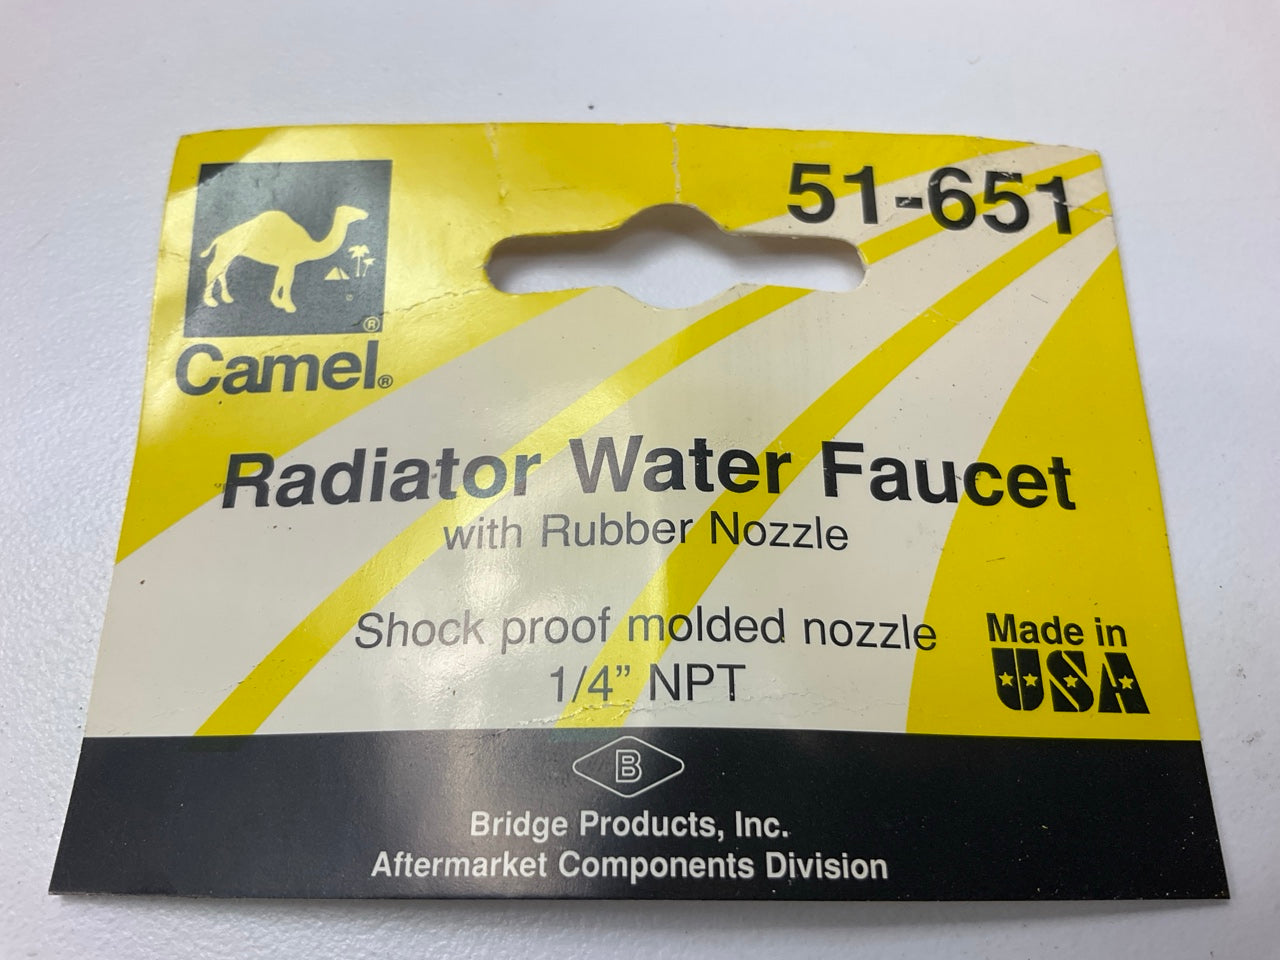 51-651
®
Camel®
Radiator Water Faucet
with Rubber Nozzle
Shock proof molded nozzle
1/4” NPT
Made in
USA
B
Bridge Products, Inc.
Aftermarket Components Division